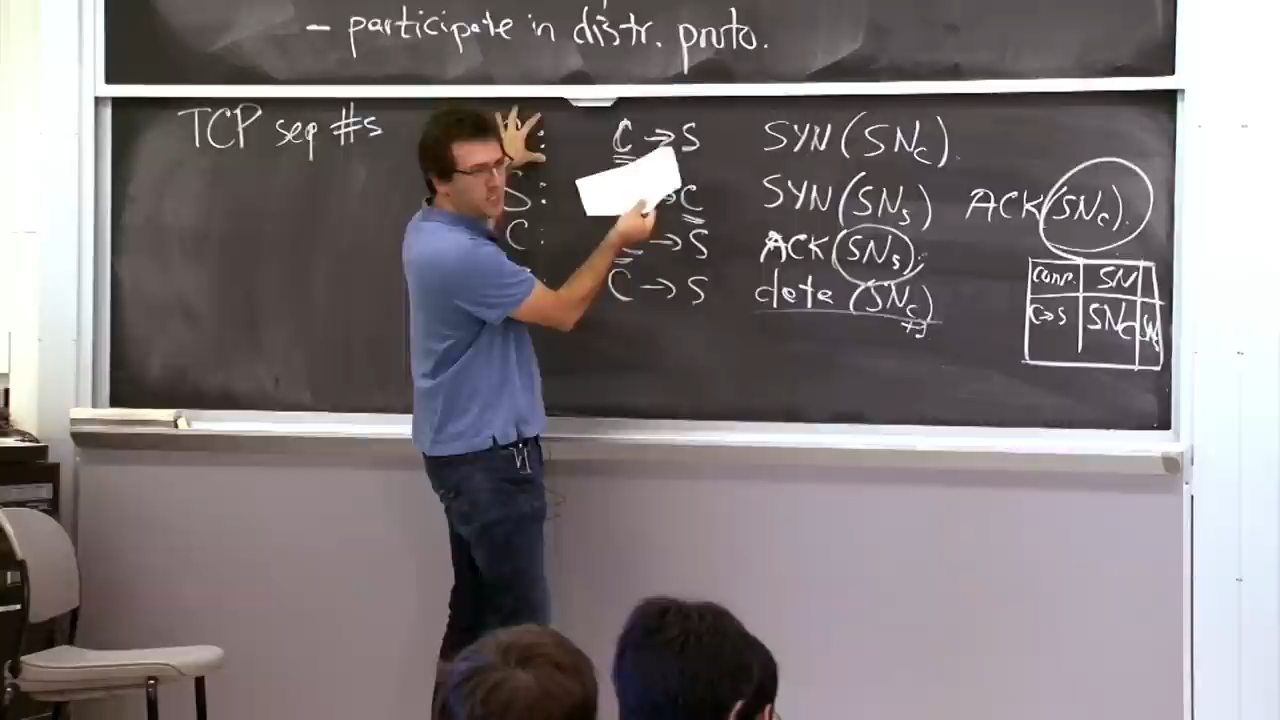 - participate in distr. proto.
TCP seq #s : C → S SYN (SNc).
S: → C SYN (SNs) ACK (SNc).
C: → S ACK (SNs);
C → S data (SNc)
conn. SN
C→S SNc SNs